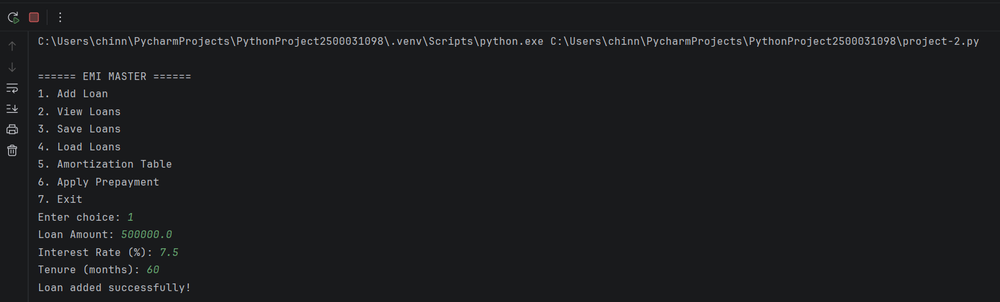 C:\Users\chinn\PycharmProjects\PythonProject2500031098\.venv\Scripts\python.exe C:\Users\chinn\PycharmProjects\PythonProject2500031098\project-2.py
====== EMI MASTER ======
1. Add Loan
2. View Loans
3. Save Loans
4. Load Loans
5. Amortization Table
6. Apply Prepayment
7. Exit
Enter choice: 1
Loan Amount: 500000.0
Interest Rate (%): 7.5
Tenure (months): 60
Loan added successfully!